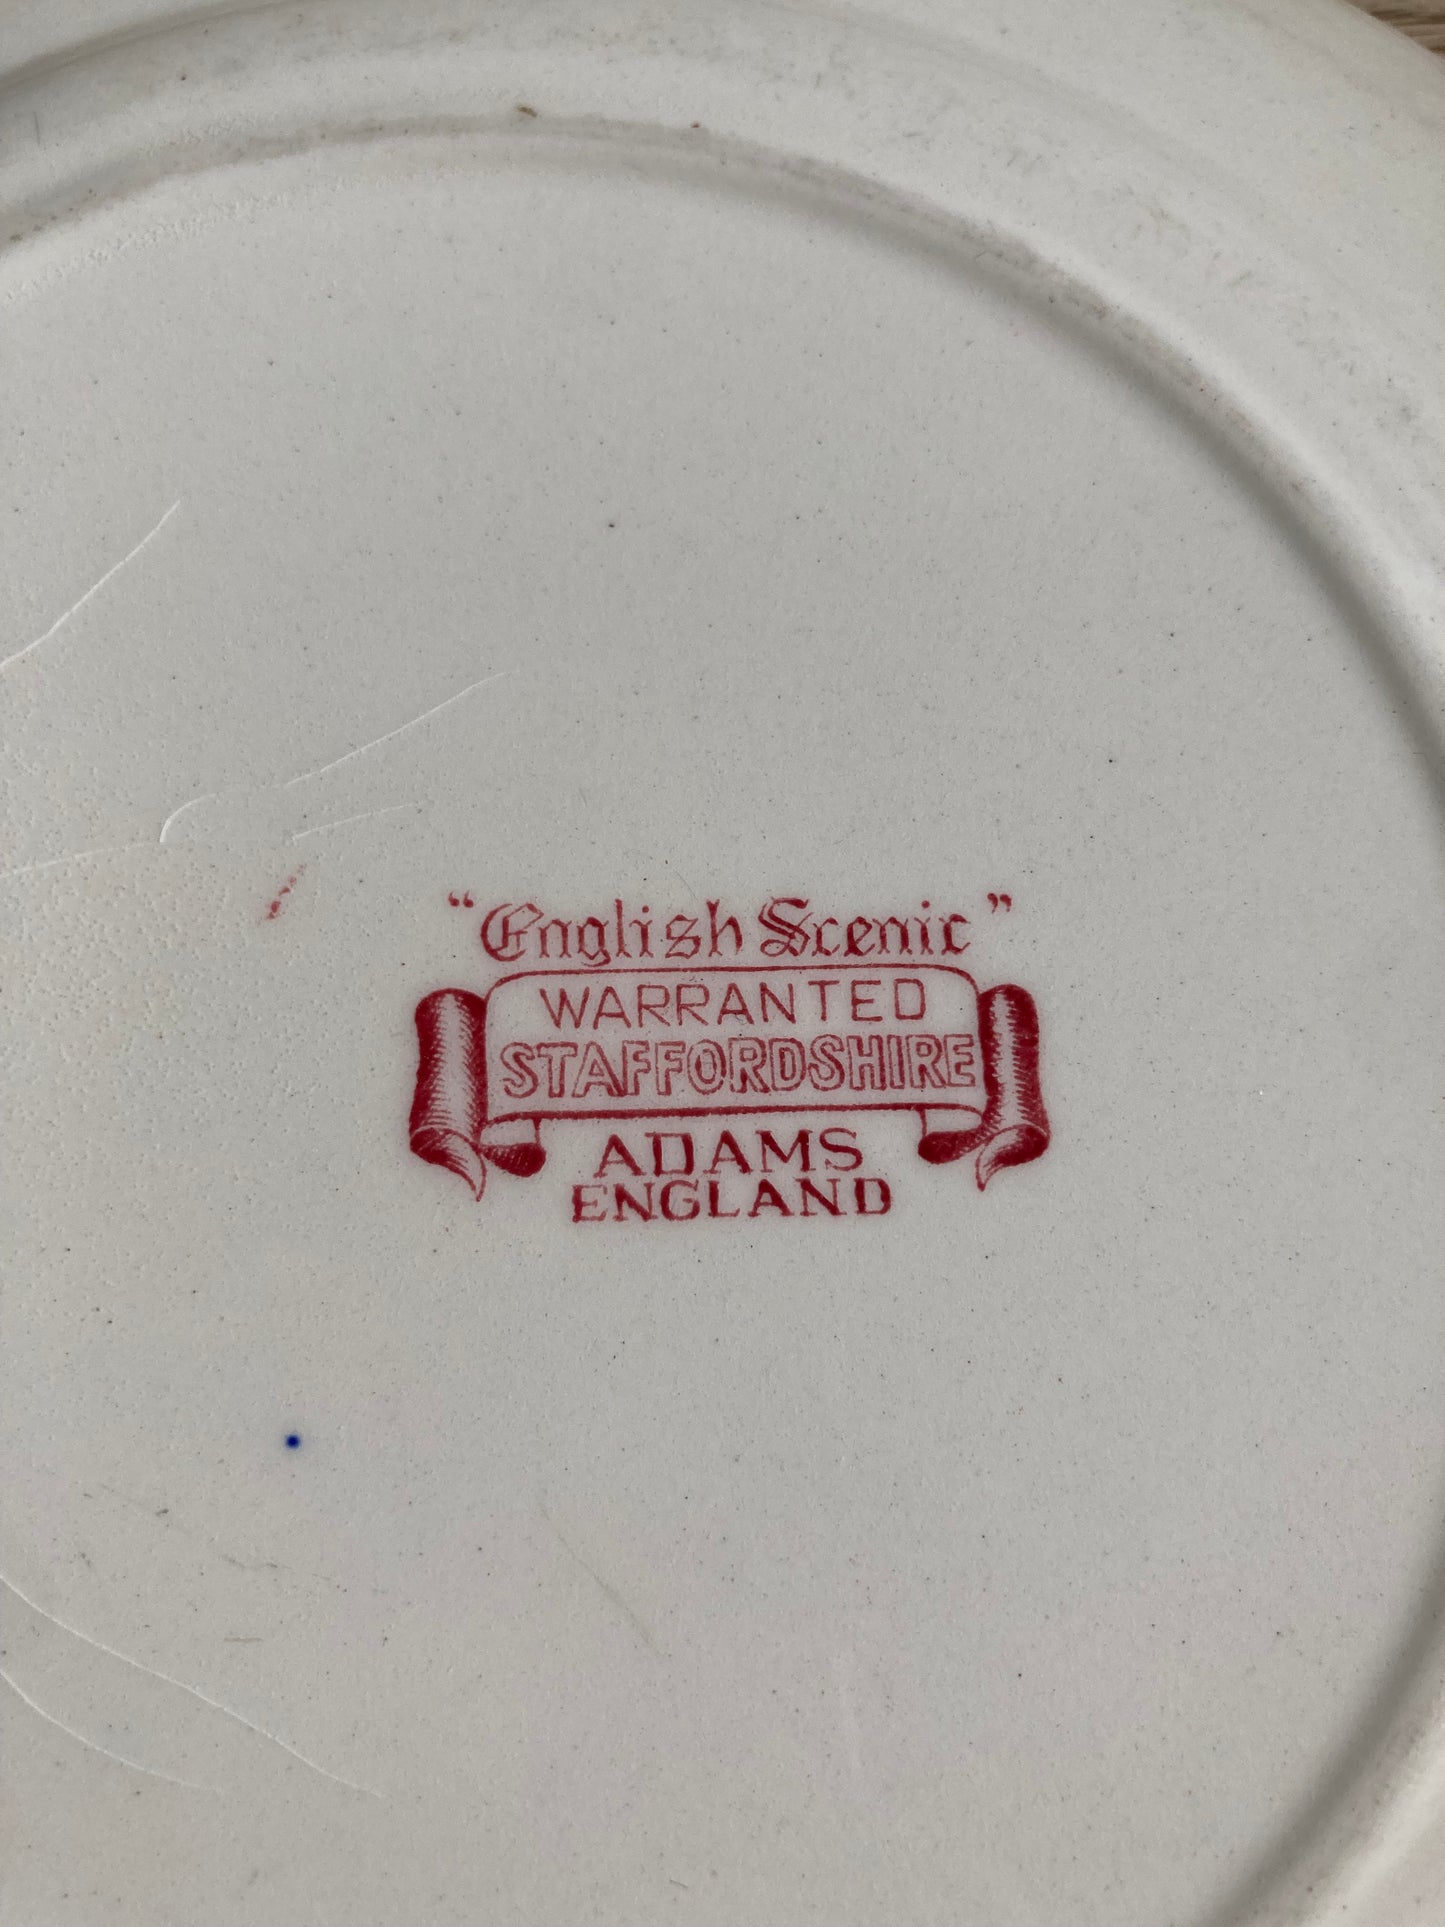 “English Scenic”
WARRANTED
STAFFORDSHIRE
ADAMS
ENGLAND